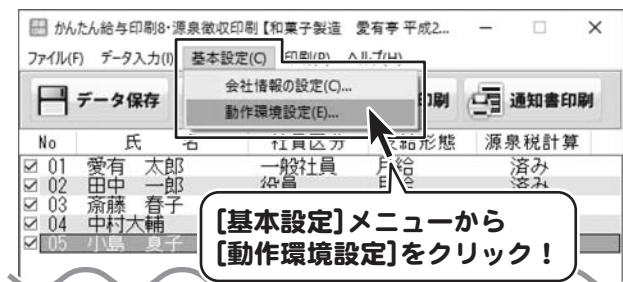 かんたん給与印刷8・源泉徴収印刷【和菓子製造 愛有亭 平成2...
ファイル(F) データ入力(I) 基本設定(C) 印刷(P) ヘルプ(H)
会社情報の設定(C)...
動作環境設定(E)...
データ保存 印刷 通知書印刷
No 氏 名 社員区分 支給形態 源泉税計算
01 愛有 太郎 一般社員 月給 済み
02 田中 一郎 役員 月給 済み
03 斎藤 春子
04 中村大輔
05 小島 夏子
[基本設定]メニューから
[動作環境設定]をクリック！